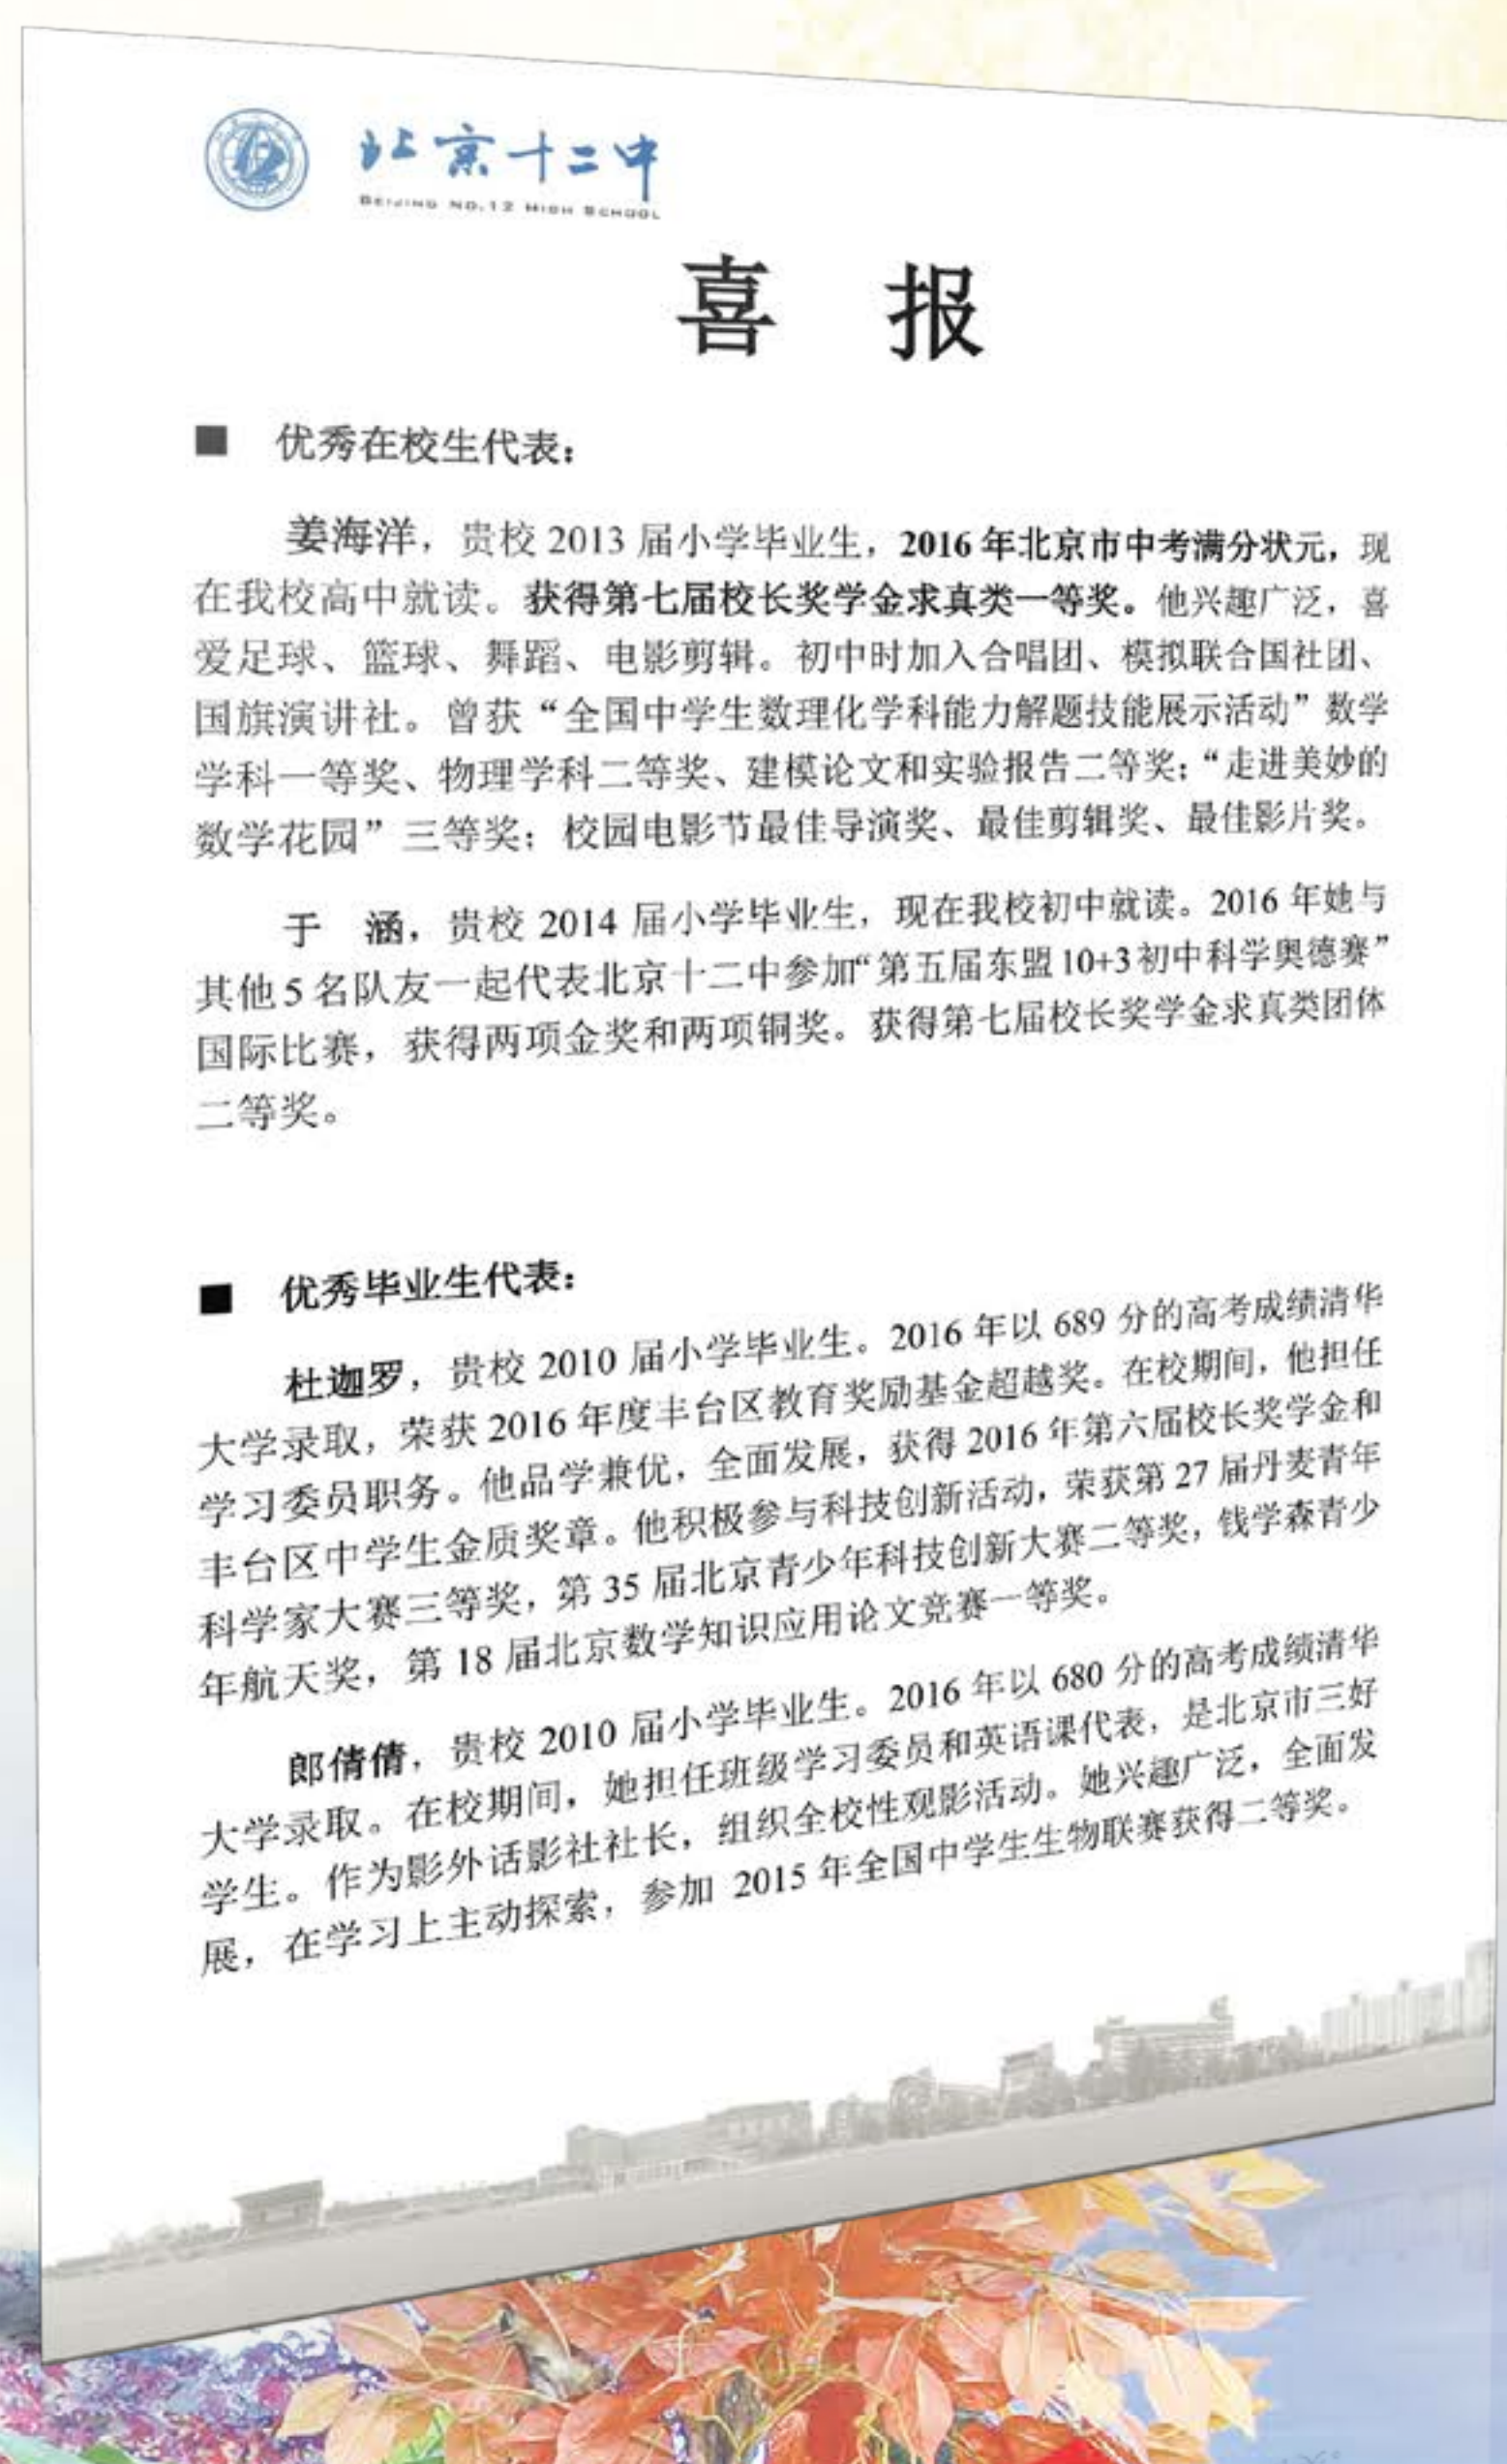 北京十二中
BEIJING NO.12 HIGH SCHOOL
喜 报
■ 优秀在校生代表：
姜海洋，贵校 2013 届小学毕业生，2016 年北京市中考满分状元，现
在我校高中就读。获得第七届校长奖学金求真类一等奖。他兴趣广泛，喜
爱足球、篮球、舞蹈、电影剪辑。初中时加入合唱团、模拟联合国社团、
国旗演讲社。曾获“全国中学生数理化学科能力解题技能展示活动”数学
学科一等奖、物理学科二等奖、建模论文和实验报告二等奖；“走进美妙的
数学花园”三等奖；校园电影节最佳导演奖、最佳剪辑奖、最佳影片奖。
于 涵，贵校 2014 届小学毕业生，现在我校初中就读。2016 年她与
其他 5 名队友一起代表北京十二中参加“第五届东盟 10+3 初中科学奥德赛”
国际比赛，获得两项金奖和两项铜奖。获得第七届校长奖学金求真类团体
二等奖。
■ 优秀毕业生代表：
杜迦罗，贵校 2010 届小学毕业生。2016 年以 689 分的高考成绩清华
大学录取，荣获 2016 年度丰台区教育奖励基金超越奖。在校期间，他担任
学习委员职务。他品学兼优，全面发展，获得 2016 年第六届校长奖学金和
丰台区中学生金质奖章。他积极参与科技创新活动，荣获第 27 届丹麦青年
科学家大赛三等奖，第 35 届北京青少年科技创新大赛二等奖，钱学森青少
年航天奖，第 18 届北京数学知识应用论文竞赛一等奖。
郎倩倩，贵校 2010 届小学毕业生。2016 年以 680 分的高考成绩清华
大学录取。在校期间，她担任班级学习委员和英语课代表，是北京市三好
学生。作为影外话影社社长，组织全校性观影活动。她兴趣广泛，全面发
展，在学习上主动探索，参加 2015 年全国中学生生物联赛获得二等奖。